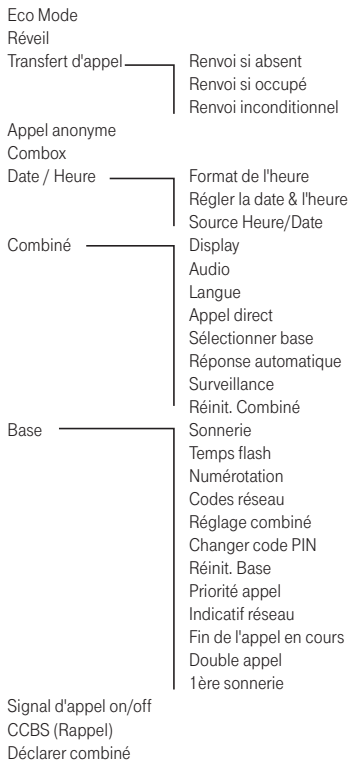 Eco Mode
Réveil
Transfert d'appel Renvoi si absent
Renvoi si occupé
Renvoi inconditionnel
Appel anonyme
Combox
Date / Heure Format de l'heure
Régler la date & l'heure
Source Heure/Date
Combiné Display
Audio
Langue
Appel direct
Sélectionner base
Réponse automatique
Surveillance
Réinit. Combiné
Base Sonnerie
Temps flash
Numérotation
Codes réseau
Réglage combiné
Changer code PIN
Réinit. Base
Priorité appel
Indicatif réseau
Fin de l'appel en cours
Double appel
1ère sonnerie
Signal d'appel on/off
CCBS (Rappel)
Déclarer combiné